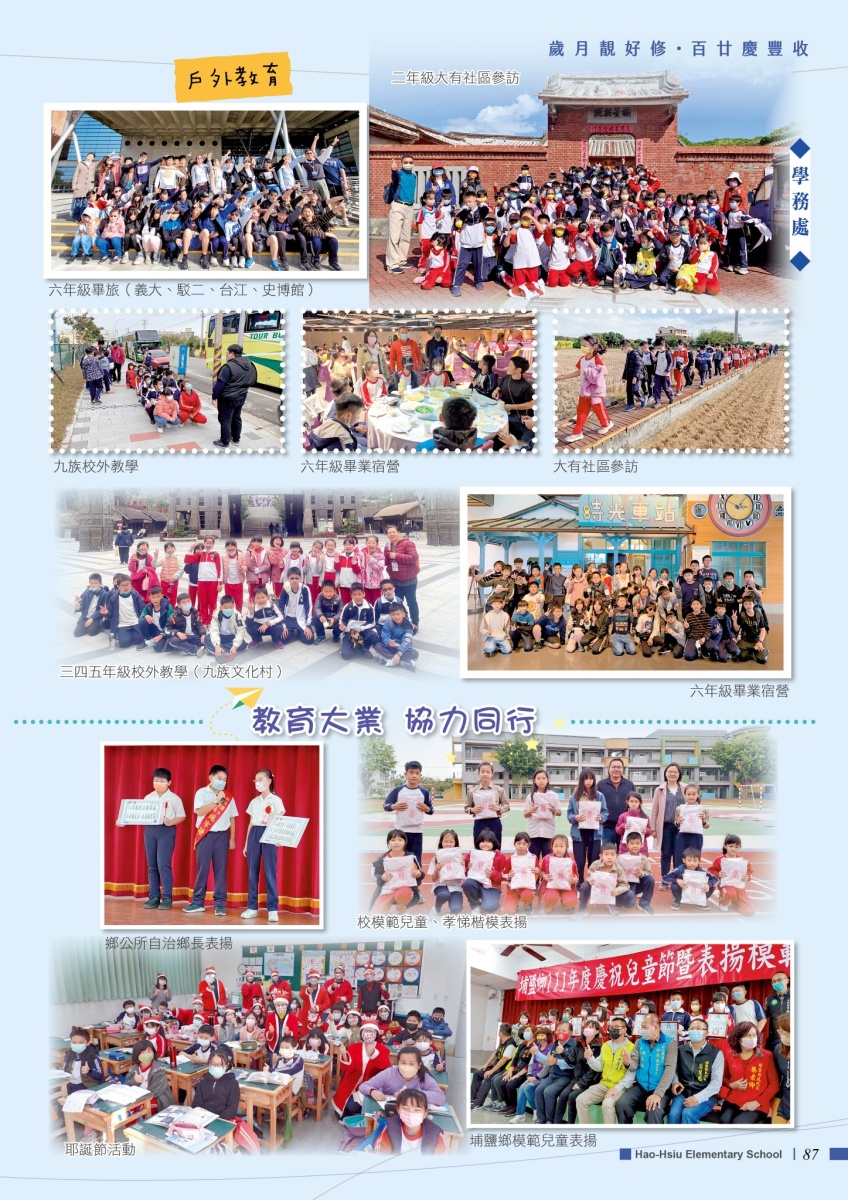 歲月靚好修·百廿慶豐收
戶外教育
二年級大有社區參訪
學務處
六年級畢旅（義大、駁二、台江、史博館）
TOUR BU
九族校外教學
六年級畢業宿營
大有社區參訪
時光車站
三四五年級校外教學（九族文化村）
六年級畢業宿營
教育大業 協力同行
鄉公所自治鄉長表揚
校模範兒童、孝悌楷模表揚
埔鹽鄉111年度慶祝兒童節暨表揚模範
耶誕節活動
埔鹽鄉模範兒童表揚
Hao-Hsiu Elementary School 87